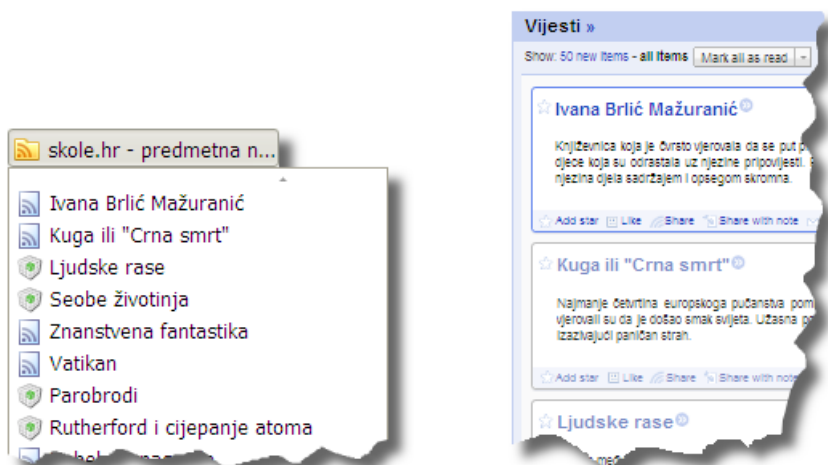 skole.hr - predmetna n...
Ivana Brlić Mažuranić
Kuga ili "Crna smrt"
Ljudske rase
Seobe životinja
Znanstvena fantastika
Vatikan
Parobrodi
Rutherford i cijepanje atoma
Vijesti »
Show: 50 new items - all items Mark all as read
Ivana Brlić Mažuranić
Književnica koja je čvrsto vjerovala da se put
djece koja su odrastala uz njezine pripovijesti.
njezina djela sadržajem i opsegom skromna.
Add star Like Share Share with note
Kuga ili "Crna smrt"
Najmanje četvrtina europskoga pučanstva
vjerovali su da je došao smak svijeta. Užasna
izazivajući paničan strah.
Add star Like Share Share with note
Ljudske rase